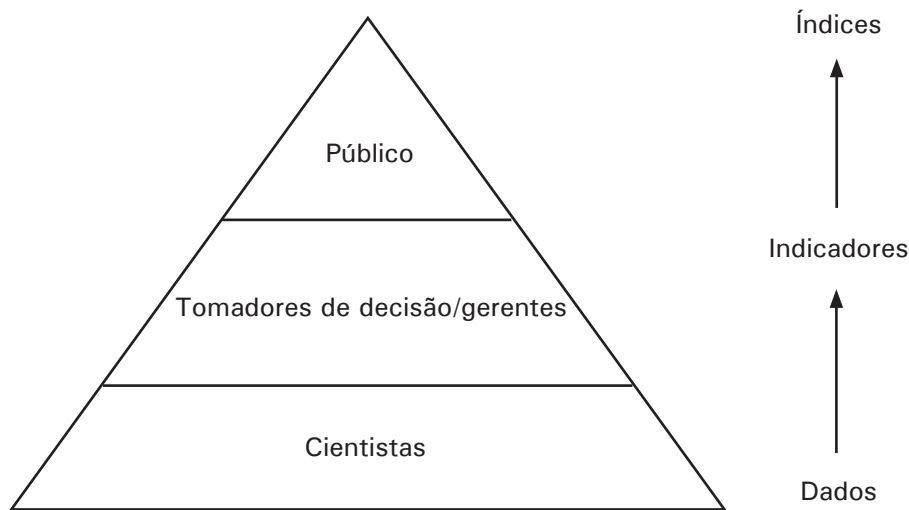 Índices
Público
Indicadores
Tomadores de decisão/gerentes
Cientistas
Dados